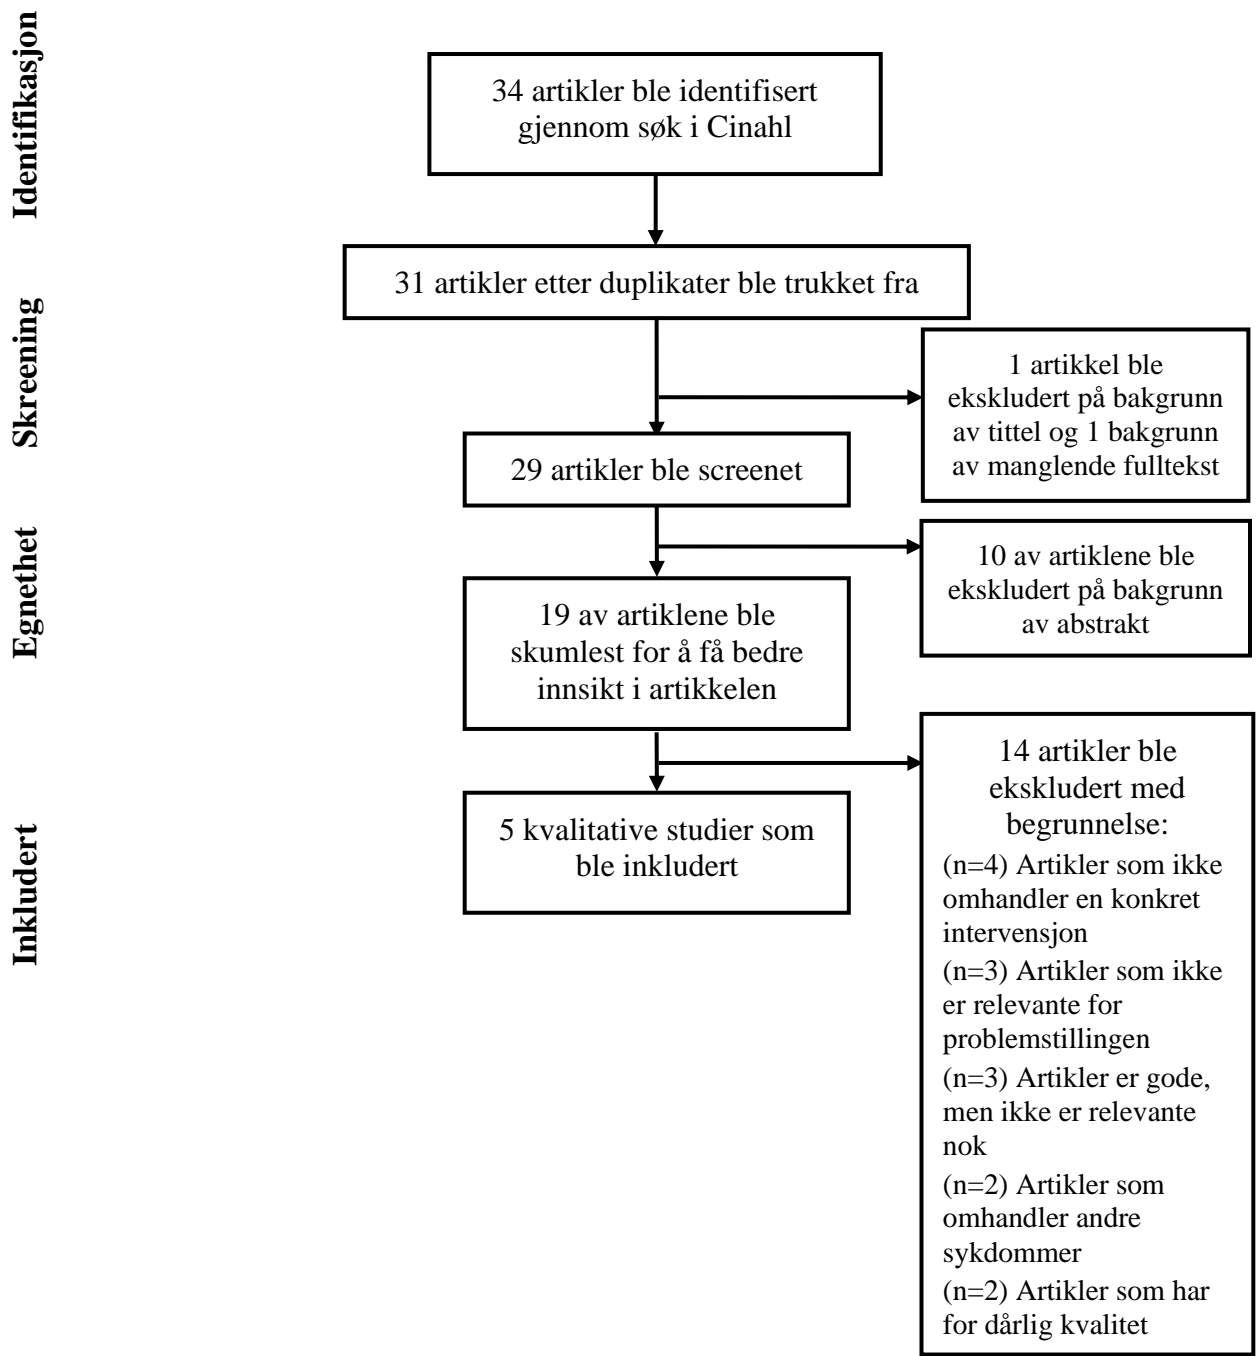 Identifikasjon
34 artikler ble identifisert
gjennom søk i Cinahl
31 artikler etter duplikater ble trukket fra
Skreening
1 artikkel ble
ekskludert på bakgrunn
av tittel og 1 bakgrunn
av manglende fulltekst
29 artikler ble screenet
Egnethet
10 av artiklene ble
ekskludert på bakgrunn
av abstrakt
19 av artiklene ble
skumlest for å få bedre
innsikt i artikkelen
Inkludert
14 artikler ble
ekskludert med
begrunnelse:
(n=4) Artikler som ikke
omhandler en konkret
intervensjon
(n=3) Artikler som ikke
er relevante for
problemstillingen
(n=3) Artikler er gode,
men ikke er relevante
nok
(n=2) Artikler som
omhandler andre
sykdommer
(n=2) Artikler som har
for dårlig kvalitet
5 kvalitative studier som
ble inkludert